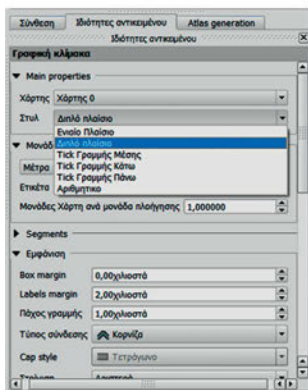 Σύνθεση Ιδιότητες αντικειμένου Atlas generation
Ιδιότητες αντικειμένου
Γραφική κλίμακα
Main properties
Χάρτης Χάρτης 0
Στυλ Διπλό πλαίσιο
Ενιαίο Πλαίσιο
Διπλό πλαίσιο
Tick Γραμμής Μέσης
Tick Γραμμής Κάτω
Tick Γραμμής Πάνω
Αριθμητικο
Μονάδ
Μέτρα
Ετικέτα
Μονάδες Χάρτη ανά μονάδα πλοήγησης 1,000000
Segments
Εμφάνιση
Box margin 0,00χιλιοστά
Labels margin 2,00χιλιοστά
Πάχος γραμμής 1,00χιλιοστά
Τύπος σύνδεσης Κορνίζα
Cap style Τετράγωνο